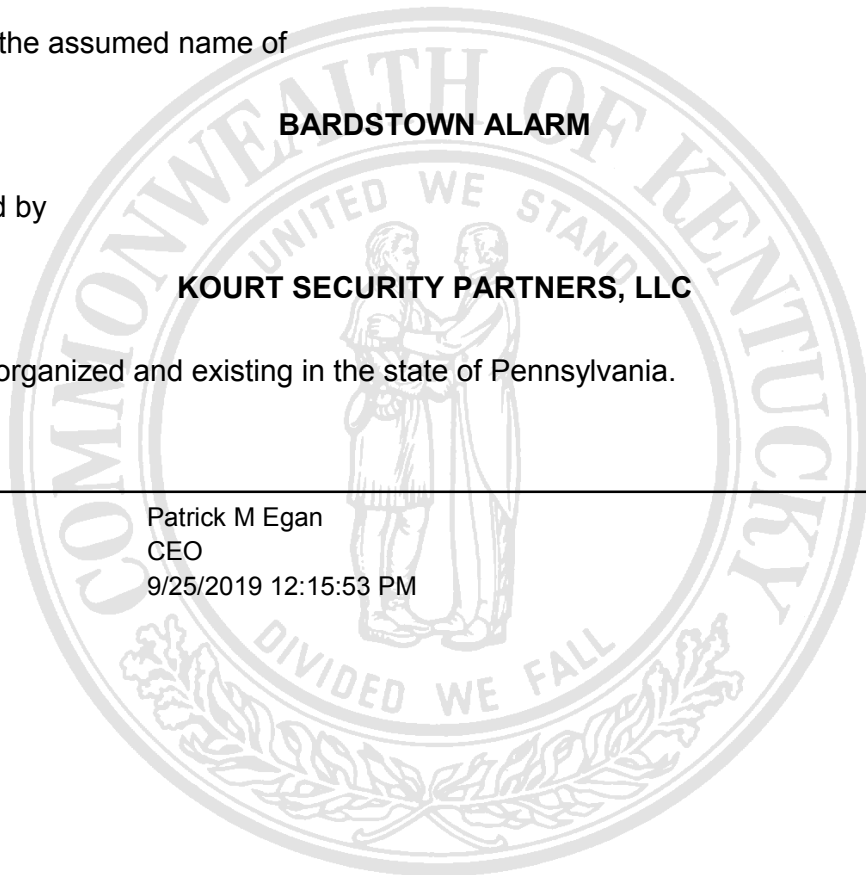 the assumed name of
BARDSTOWN ALARM
d by
KOURT SECURITY PARTNERS, LLC
organized and existing in the state of Pennsylvania.
Patrick M Egan
CEO
9/25/2019 12:15:53 PM
COMMONWEALTH OF KENTUCKY
UNITED WE STAND
DIVIDED WE FALL